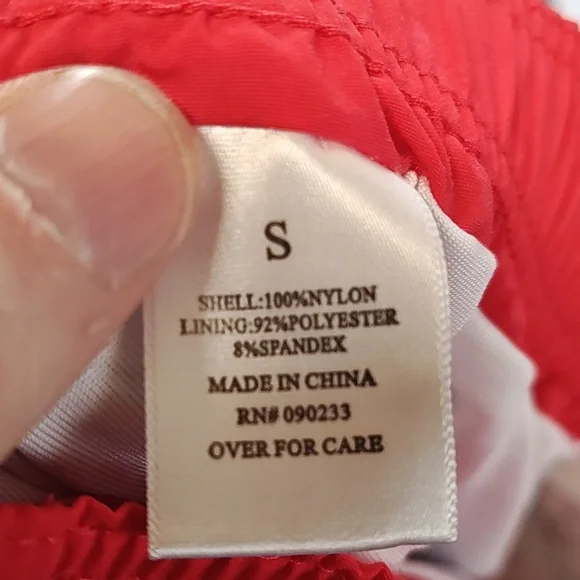 S
SHELL:100%NYLON
LINING:92%POLYESTER
8%SPANDEX
MADE IN CHINA
RN# 090233
OVER FOR CARE